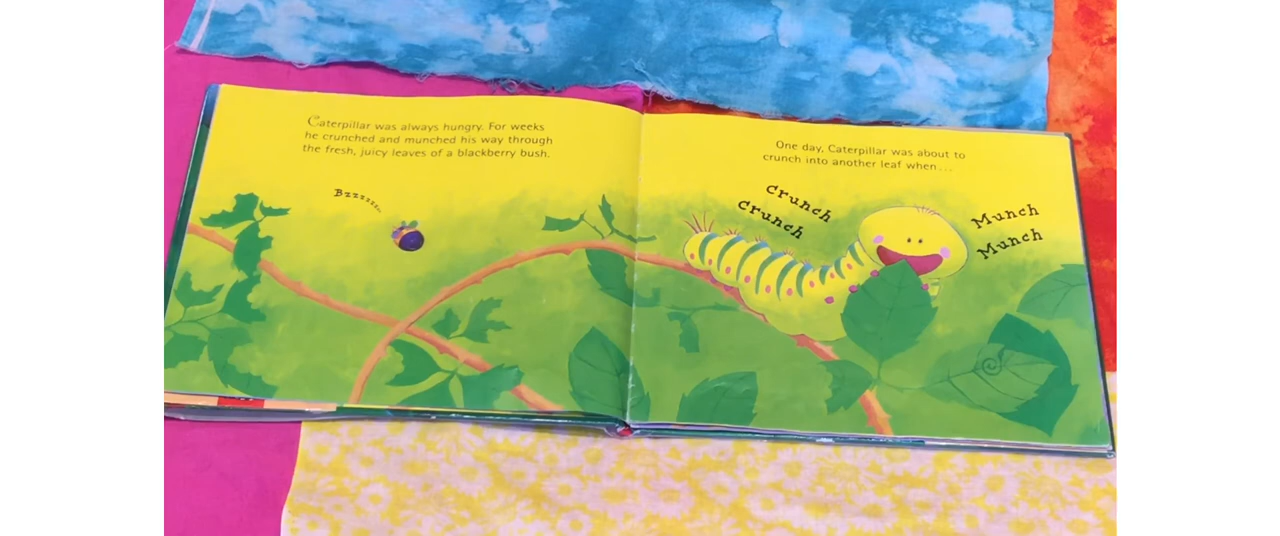 Caterpillar was always hungry. For weeks
he crunched and munched his way through
the fresh, juicy leaves of a blackberry bush.
Bzzzzzz...
One day, Caterpillar was about to
crunch into another leaf when...
Crunch
Crunch
Munch
Munch